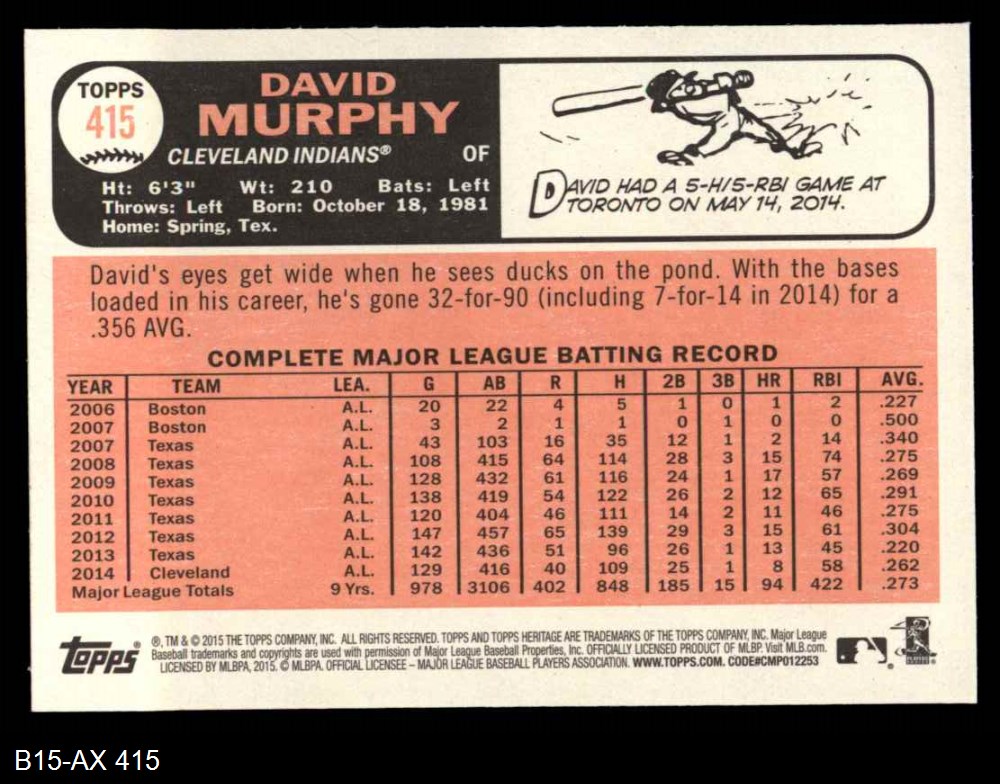 TOPPS
415
DAVID
MURPHY
CLEVELAND INDIANS® OF
Ht: 6'3" Wt: 210 Bats: Left
Throws: Left Born: October 18, 1981
Home: Spring, Tex.
DAVID HAD A 5-H/5-RBI GAME AT
TORONTO ON MAY 14, 2014.
David's eyes get wide when he sees ducks on the pond. With the bases
loaded in his career, he's gone 32-for-90 (including 7-for-14 in 2014) for a
.356 AVG.
COMPLETE MAJOR LEAGUE BATTING RECORD
YEAR TEAM LEA. G AB R H 2B 3B HR RBI AVG.
2006 Boston A.L. 20 22 4 5 1 0 1 2 .227
2007 Boston A.L. 3 2 1 1 0 1 0 0 .500
2007 Texas A.L. 43 103 16 35 12 1 2 14 .340
2008 Texas A.L. 108 415 64 114 28 3 15 74 .275
2009 Texas A.L. 128 432 61 116 24 1 17 57 .269
2010 Texas A.L. 138 419 54 122 26 2 12 65 .291
2011 Texas A.L. 120 404 46 111 14 2 11 46 .275
2012 Texas A.L. 147 457 65 139 29 3 15 61 .304
2013 Texas A.L. 142 436 51 96 26 1 13 45 .220
2014 Cleveland A.L. 129 416 40 109 25 1 8 58 .262
Major League Totals 9 Yrs. 978 3106 402 848 185 15 94 422 .273
Topps®
®, TM & © 2015 THE TOPPS COMPANY, INC. ALL RIGHTS RESERVED. TOPPS AND TOPPS HERITAGE ARE TRADEMARKS OF THE TOPPS COMPANY, INC. Major League
Baseball trademarks and copyrights are used with permission of Major League Baseball Properties, Inc. OFFICIALLY LICENSED PRODUCT OF MLBP. Visit MLB.com.
LICENSED BY MLBPA, 2015. © MLBPA. OFFICIAL LICENSEE – MAJOR LEAGUE BASEBALL PLAYERS ASSOCIATION. WWW.TOPPS.COM. CODE#CMP012253
B15-AX 415